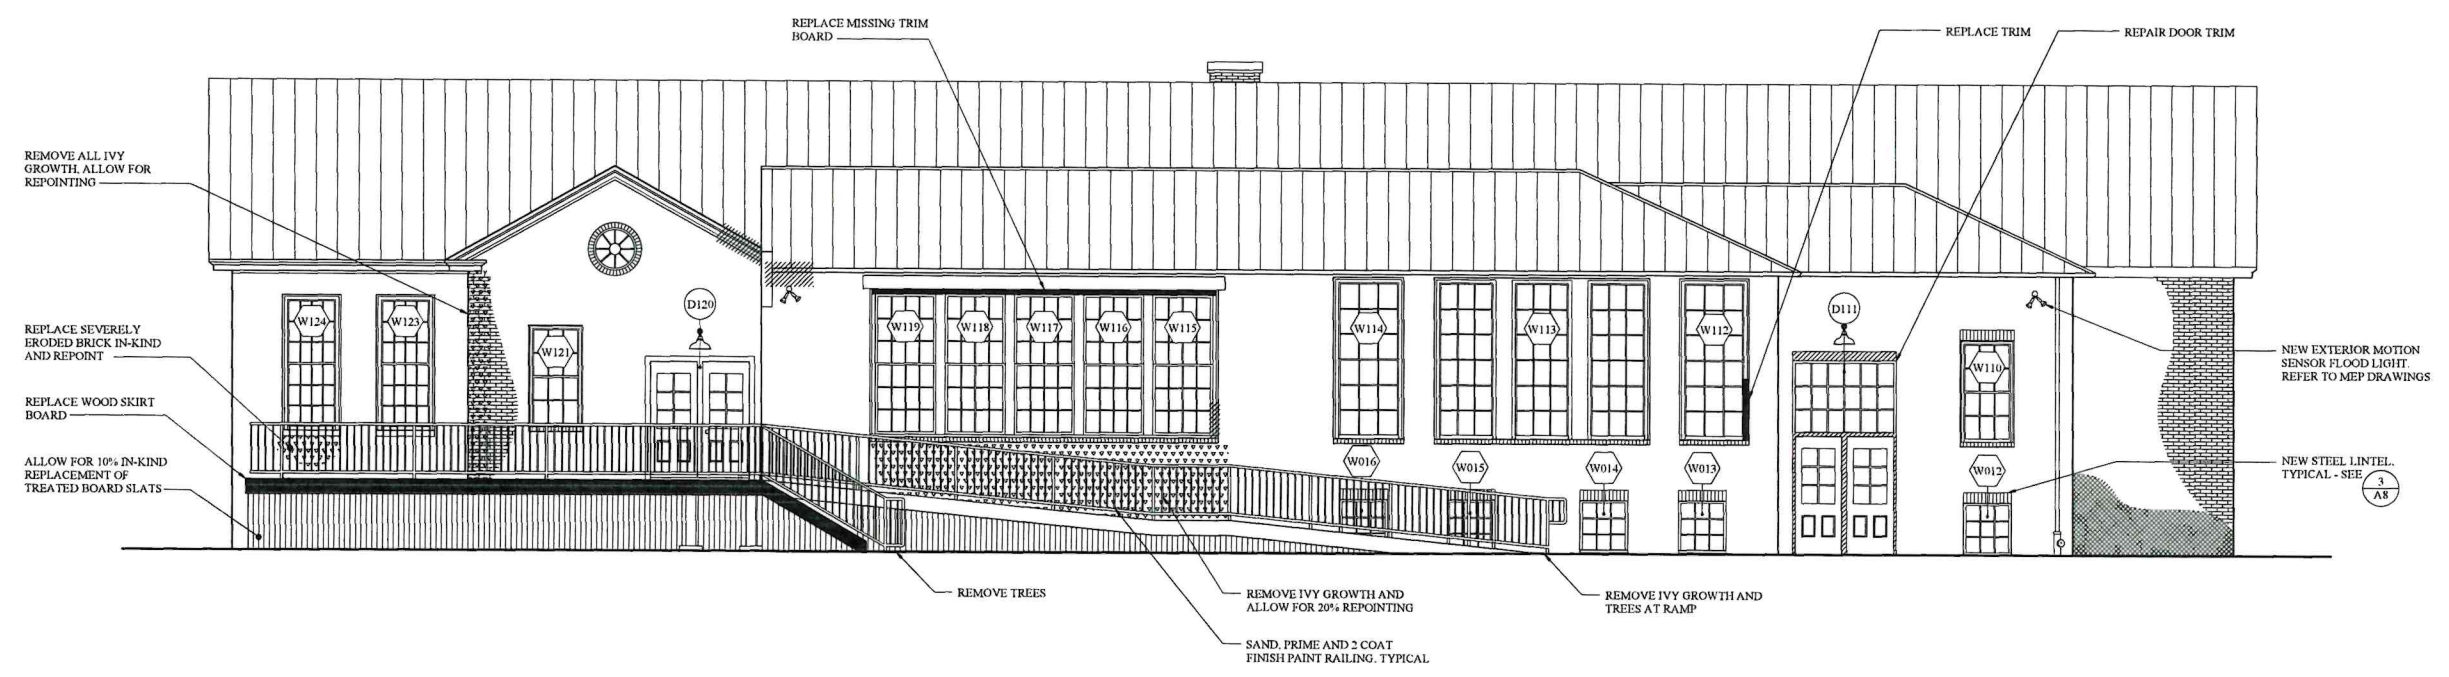 REPLACE MISSING TRIM
BOARD
REPLACE TRIM
REPAIR DOOR TRIM
REMOVE ALL IVY
GROWTH, ALLOW FOR
REPOINTING
REPLACE SEVERELY
ERODED BRICK IN-KIND
AND REPOINT
REPLACE WOOD SKIRT
BOARD
ALLOW FOR 10% IN-KIND
REPLACEMENT OF
TREATED BOARD SLATS
W124
W123
W121
D120
W119
W118
W117
W116
W115
W114
W113
W112
D111
W110
W016
W015
W014
W013
W012
NEW EXTERIOR MOTION
SENSOR FLOOD LIGHT.
REFER TO MEP DRAWINGS
NEW STEEL LINTEL,
TYPICAL - SEE
3
A8
REMOVE TREES
REMOVE IVY GROWTH AND
ALLOW FOR 20% REPOINTING
REMOVE IVY GROWTH AND
TREES AT RAMP
SAND, PRIME AND 2 COAT
FINISH PAINT RAILING, TYPICAL